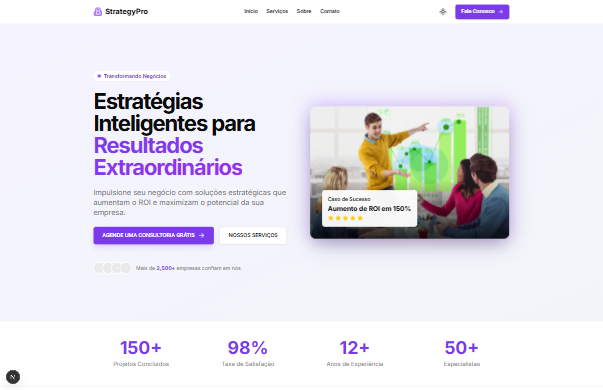 StrategyPro
Início Serviços Sobre Contato
Fale Conosco →
Transformando Negócios
Estratégias
Inteligentes para
Resultados
Extraordinários
Impulsione seu negócio com soluções estratégicas que
aumentam o ROI e maximizam o potencial da sua
empresa.
AGENDE UMA CONSULTORIA GRÁTIS →
NOSSOS SERVIÇOS
Mais de 2,500+ empresas confiam em nós
Caso de Sucesso
Aumento de ROI em 150%
150+ 98% 12+ 50+
Projetos Concluídos Taxa de Satisfação Anos de Experiência Especialistas
N